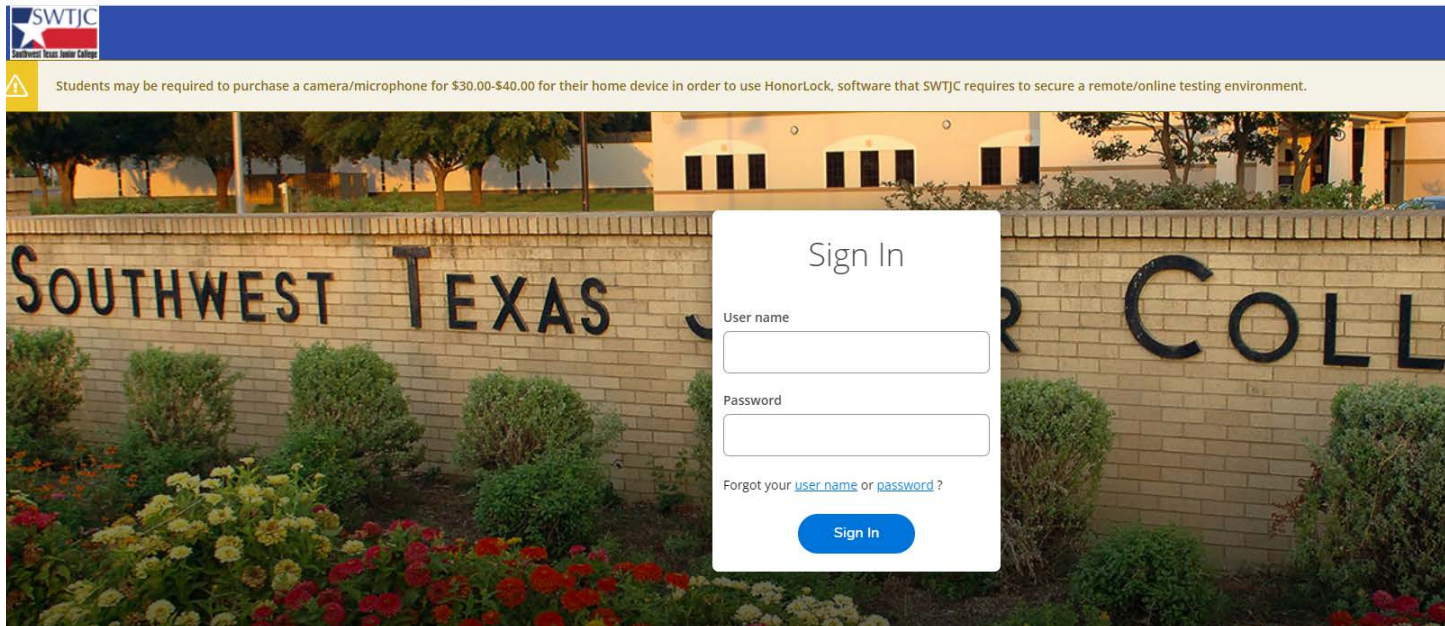 SWTJC
Southwest Texas Junior College
Students may be required to purchase a camera/microphone for $30.00-$40.00 for their home device in order to use HonorLock, software that SWTJC requires to secure a remote/online testing environment.
SOUTHWEST TEXAS J R COLL
Sign In
User name
Password
Forgot your user name or password ?
Sign In